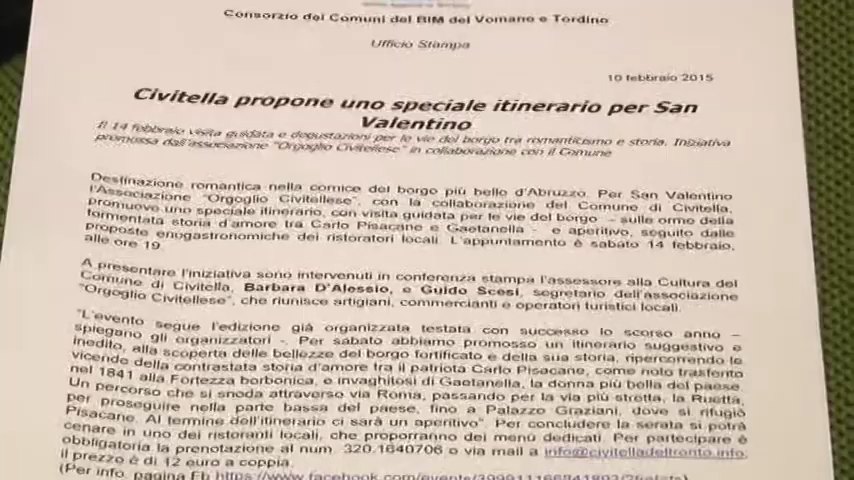 Consorzio dei Comuni del BIM del Vomano e Tordino
Ufficio Stampa
10 febbraio 2015
Civitella propone uno speciale itinerario per San
Valentino
Il 14 febbraio visita guidata e degustazioni per le vie del borgo tra romanticismo e storia. Iniziativa
promossa dall'associazione "Orgoglio Civitellese" in collaborazione con il Comune
Destinazione romantica nella cornice del borgo più bello d'Abruzzo. Per San Valentino
l'Associazione "Orgoglio Civitellese", con la collaborazione del Comune di Civitella,
promuove uno speciale itinerario, con visita guidata per le vie del borgo – sulle orme della
tormentata storia d'amore tra Carlo Pisacane e Gaetanella - e aperitivo, seguito dalle
proposte enogastronomiche dei ristoratori locali. L'appuntamento è sabato 14 febbraio,
alle ore 19.
A presentare l'iniziativa sono intervenuti in conferenza stampa l'assessore alla Cultura del
Comune di Civitella, Barbara D'Alessio, e Guido Scesi, segretario dell'associazione
"Orgoglio Civitellese", che riunisce artigiani, commercianti e operatori turistici locali.
"L'evento segue l'edizione già organizzata testata con successo lo scorso anno –
spiegano gli organizzatori -. Per sabato abbiamo promosso un itinerario suggestivo e
inedito, alla scoperta delle bellezze del borgo fortificato e della sua storia, ripercorrendo le
vicende della contrastata storia d'amore tra il patriota Carlo Pisacane, come noto trasferito
nel 1841 alla Fortezza borbonica, e invaghitosi di Gaetanella, la donna più bella del paese.
Un percorso che si snoda attraverso via Roma, passando per la via più stretta, la Ruetta,
per proseguire nella parte bassa del paese, fino a Palazzo Graziani, dove si rifugiò
Pisacane. Al termine dell'itinerario ci sarà un aperitivo". Per concludere la serata si potrà
cenare in uno dei ristoranti locali, che proporranno dei menù dedicati. Per partecipare è
obbligatoria la prenotazione al num. 320.1640706 o via mail a info@civitelladeltronto.info,
il prezzo è di 12 euro a coppia.
(Per info, pagina Fb https://www.facebook.com/events/